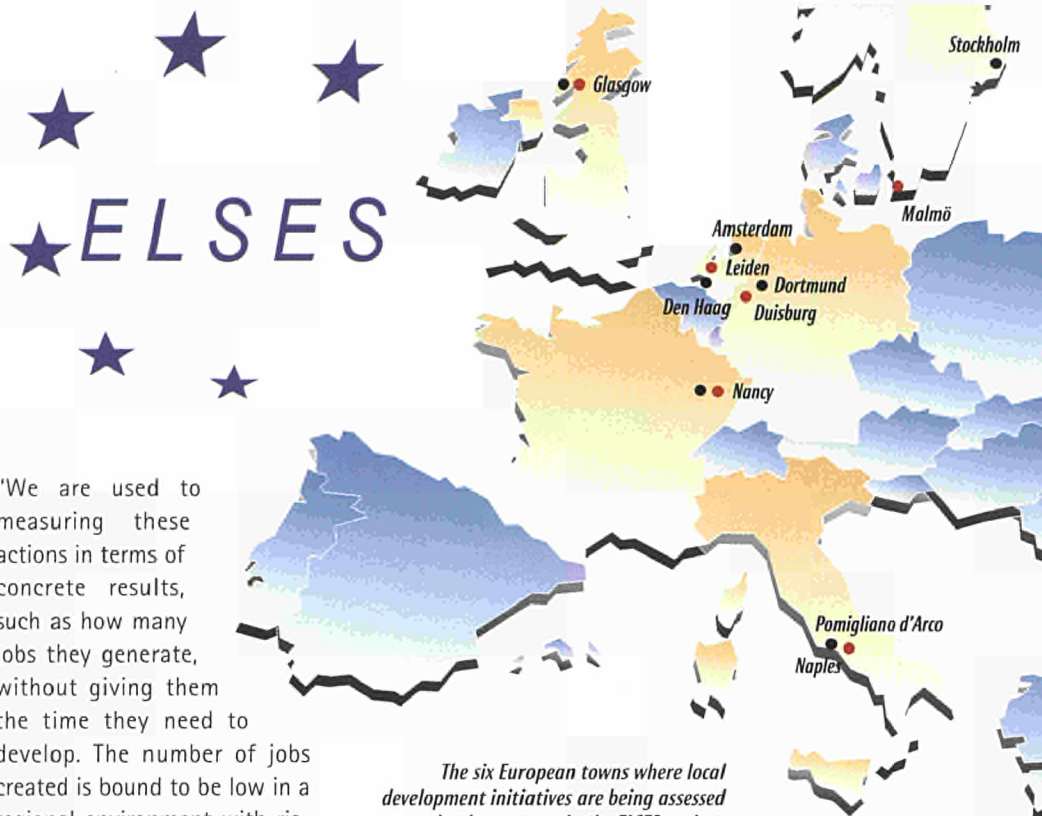 ELSES
Stockholm
Glasgow
Malmö
Amsterdam
Leiden
Dortmund
Den Haag
Duisburg
Nancy
"We are used to
measuring these
actions in terms of
concrete results,
such as how many
jobs they generate,
without giving them
the time they need to
develop. The number of jobs
created is bound to be low in a
Pomigliano d'Arco
Naples
The six European towns where local
development initiatives are being assessed